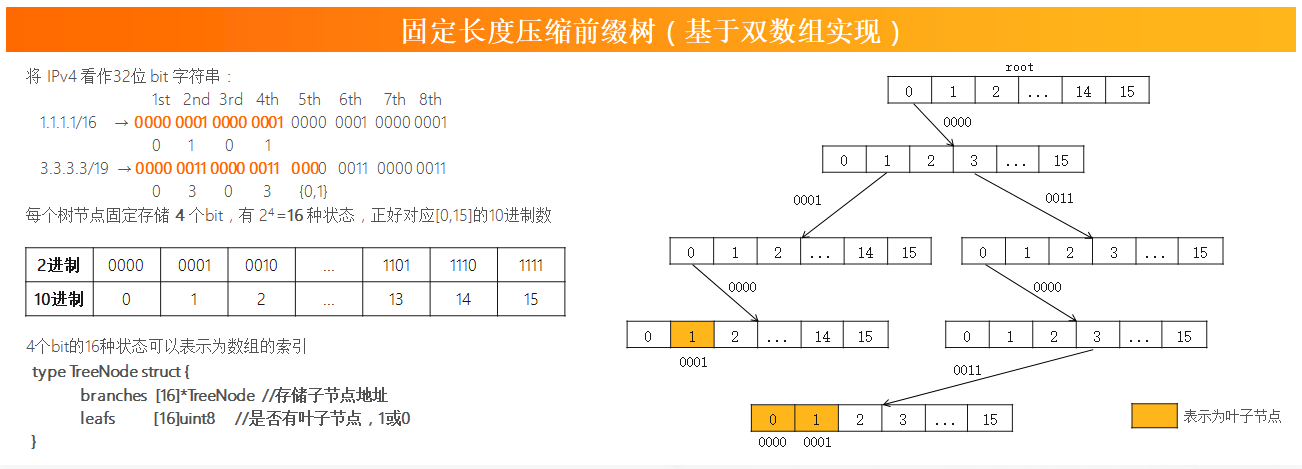 固定长度压缩前缀树（基于双数组实现）
将 IPv4 看作32位 bit 字符串：
1st 2nd 3rd 4th 5th 6th 7th 8th
1.1.1.1/16 → 0000 0001 0000 0001 0000 0001 0000 0001
0 1 0 1
3.3.3.3/19 → 0000 0011 0000 0011 0000 0011 0000 0011
0 3 0 3 {0,1}
每个树节点固定存储 4 个bit，有 2⁴=16 种状态，正好对应[0,15]的10进制数
2进制 0000 0001 0010 ... 1101 1110 1111
10进制 0 1 2 ... 13 14 15
4个bit的16种状态可以表示为数组的索引
type TreeNode struct {
branches [16]*TreeNode //存储子节点地址
leafs [16]uint8 //是否有叶子节点，1或0
}
root
0 1 2 ... 14 15
0000
0 1 2 3 ... 15
0001 0011
0 1 2 ... 14 15
0 1 2 3 ... 15
0000 0000
0 1 2 ... 14 15
0 1 2 3 ... 15
0001
0011
0 1 2 3 ... 15
0000 0001
表示为叶子节点